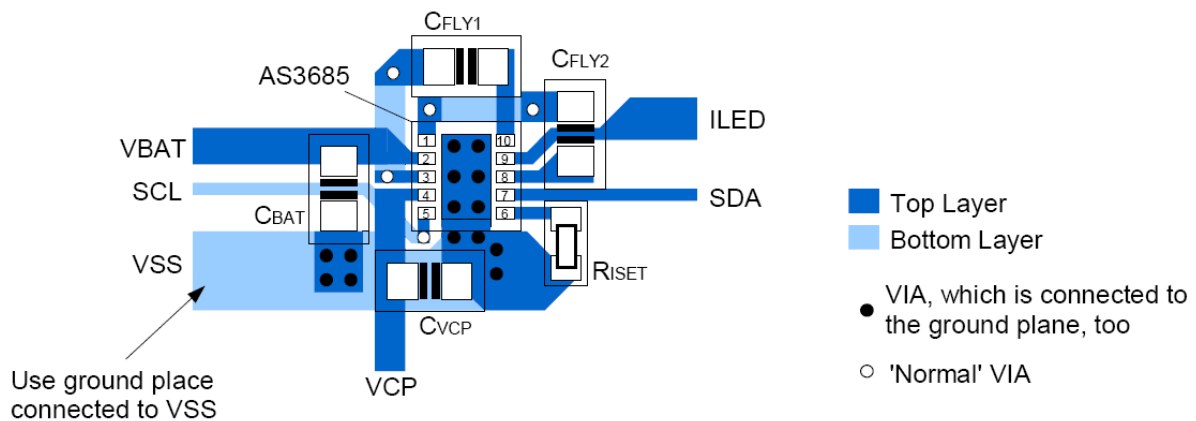 CFLY1
CFLY2
AS3685
ILED
VBAT
SCL
CBAT
VSS
1
2
3
4
5
10
9
8
7
6
SDA
RISET
CVCP
VCP
Use ground place
connected to VSS
Top Layer
Bottom Layer
VIA, which is connected to
the ground plane, too
'Normal' VIA